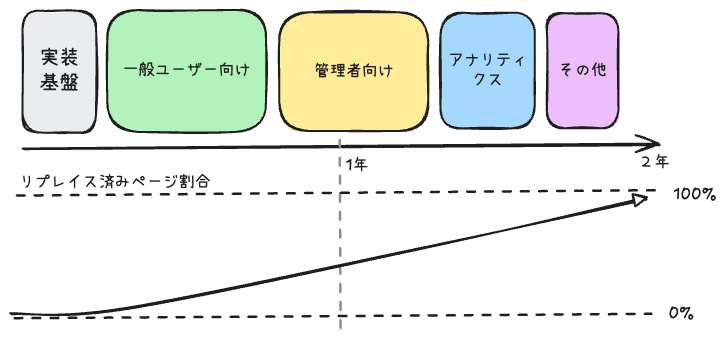 実装
基盤
一般ユーザー向け
管理者向け
アナリティ
クス
その他
1年
2年
リプレイス済みページ割合
100%
0%